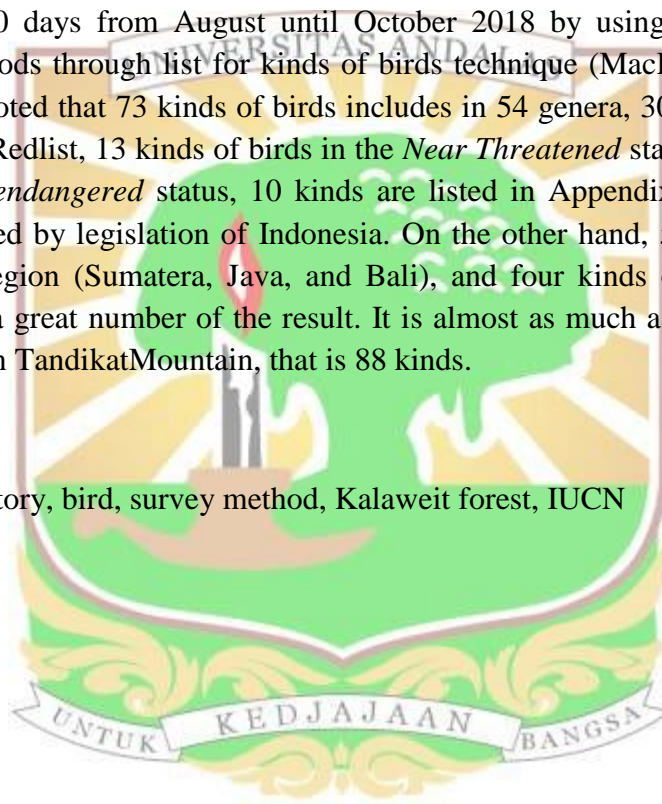 0 days from August until October 2018 by using
UNIVERSITAS ANDALAS
ods through list for kinds of birds technique
oted that 73 kinds of birds includes in 54 genera, 30
Redlist, 13 kinds of birds in the Near Threatened
endangered status, 10 kinds are listed in Appendix
ed by legislation of Indonesia. On the other hand,
egion (Sumatera, Java, and Bali), and four kinds
a great number of the result. It is almost as much a
n TandikatMountain, that is 88 kinds.
tory, bird, survey method, Kalaweit forest, IUCN
UNTUK KEDJAJAAN BANGSA